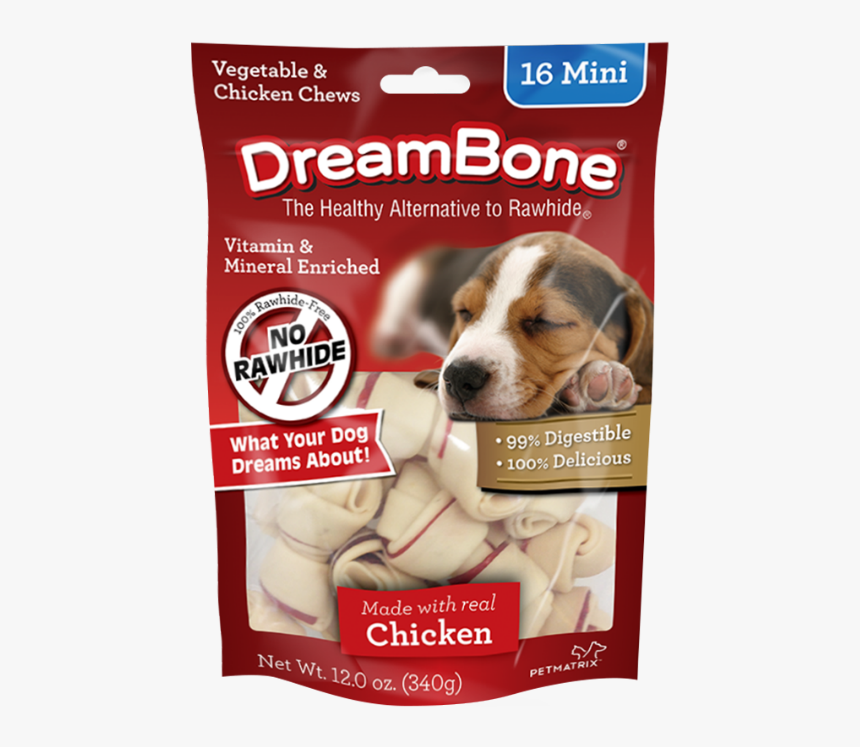 Vegetable &
Chicken Chews
16 Mini
DreamBone®
The Healthy Alternative to Rawhide®
Vitamin &
Mineral Enriched
100% Rawhide-Free
NO
RAWHIDE
What Your Dog
Dreams About!
• 99% Digestible
• 100% Delicious
Made with real
Chicken
Net Wt. 12.0 oz. (340g)
PETMATRIX™